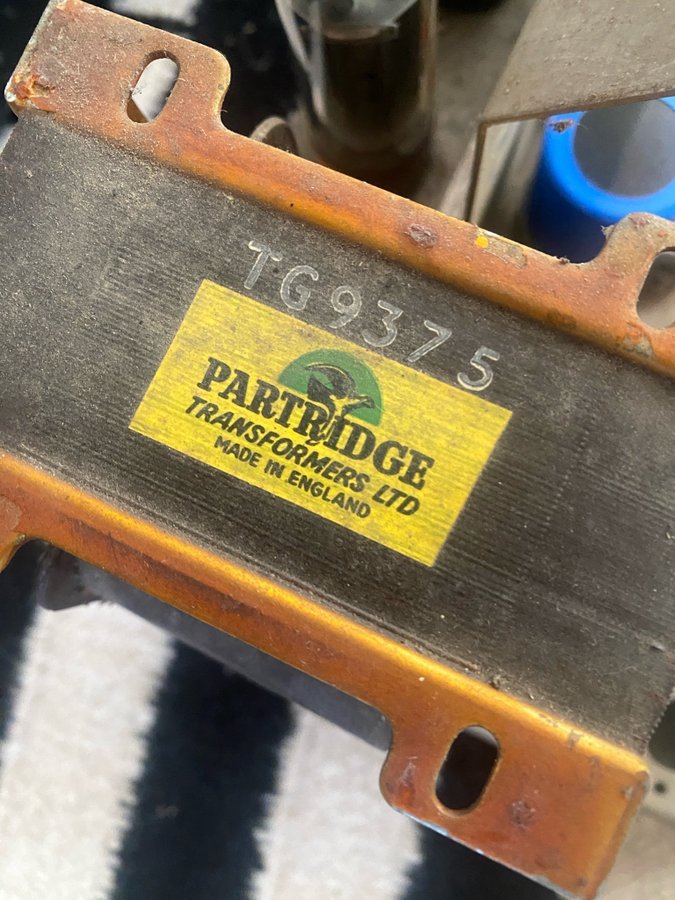 TG9375
PARTRIDGE
TRANSFORMERS LTD
MADE IN ENGLAND